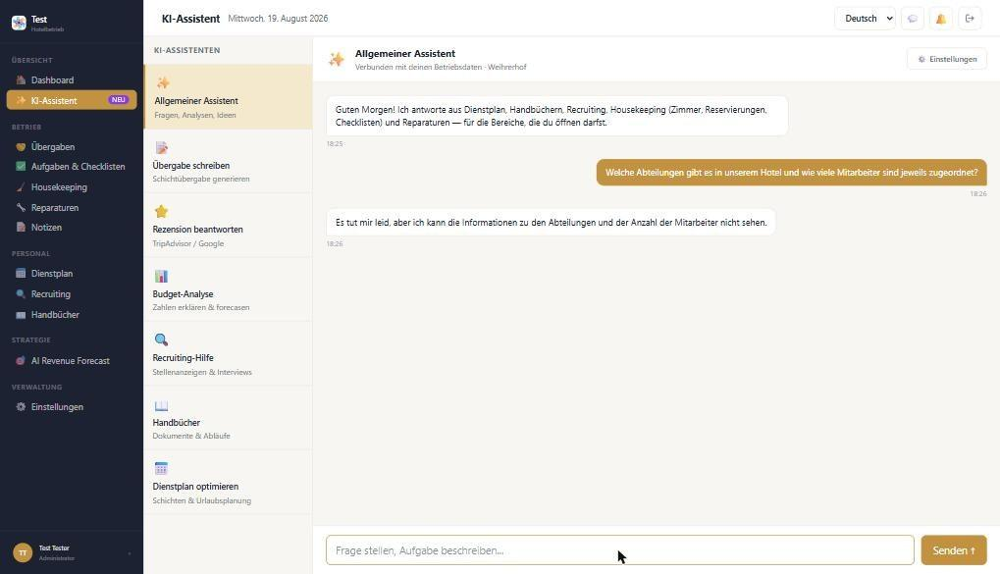 Test
Hotelbetrieb
ÜBERSICHT
Dashboard
KI-Assistent NEU
BETRIEB
Übergaben
Aufgaben & Checklisten
Housekeeping
Reparaturen
Notizen
PERSONAL
Dienstplan
Recruiting
Handbücher
STRATEGIE
AI Revenue Forecast
VERWALTUNG
Einstellungen
TT
Test Tester
Administrator
KI-Assistent Mittwoch, 19. August 2026
Deutsch
KI-ASSISTENTEN
Allgemeiner Assistent
Fragen, Analysen, Ideen
Übergabe schreiben
Schichtübergabe generieren
Rezension beantworten
TripAdvisor / Google
Budget-Analyse
Zahlen erklären & forecasen
Recruiting-Hilfe
Stellenanzeigen & Interviews
Handbücher
Dokumente & Abläufe
Dienstplan optimieren
Schichten & Urlaubsplanung
Allgemeiner Assistent
Verbunden mit deinen Betriebsdaten · Weihrerhof
Einstellungen
Guten Morgen! Ich antworte aus Dienstplan, Handbüchern, Recruiting, Housekeeping (Zimmer, Reservierungen,
Checklisten) und Reparaturen — für die Bereiche, die du öffnen darfst.
18:25
Welche Abteilungen gibt es in unserem Hotel und wie viele Mitarbeiter sind jeweils zugeordnet?
18:26
Es tut mir leid, aber ich kann die Informationen zu den Abteilungen und der Anzahl der Mitarbeiter nicht sehen.
18:26
Frage stellen, Aufgabe beschreiben...
Senden ↑